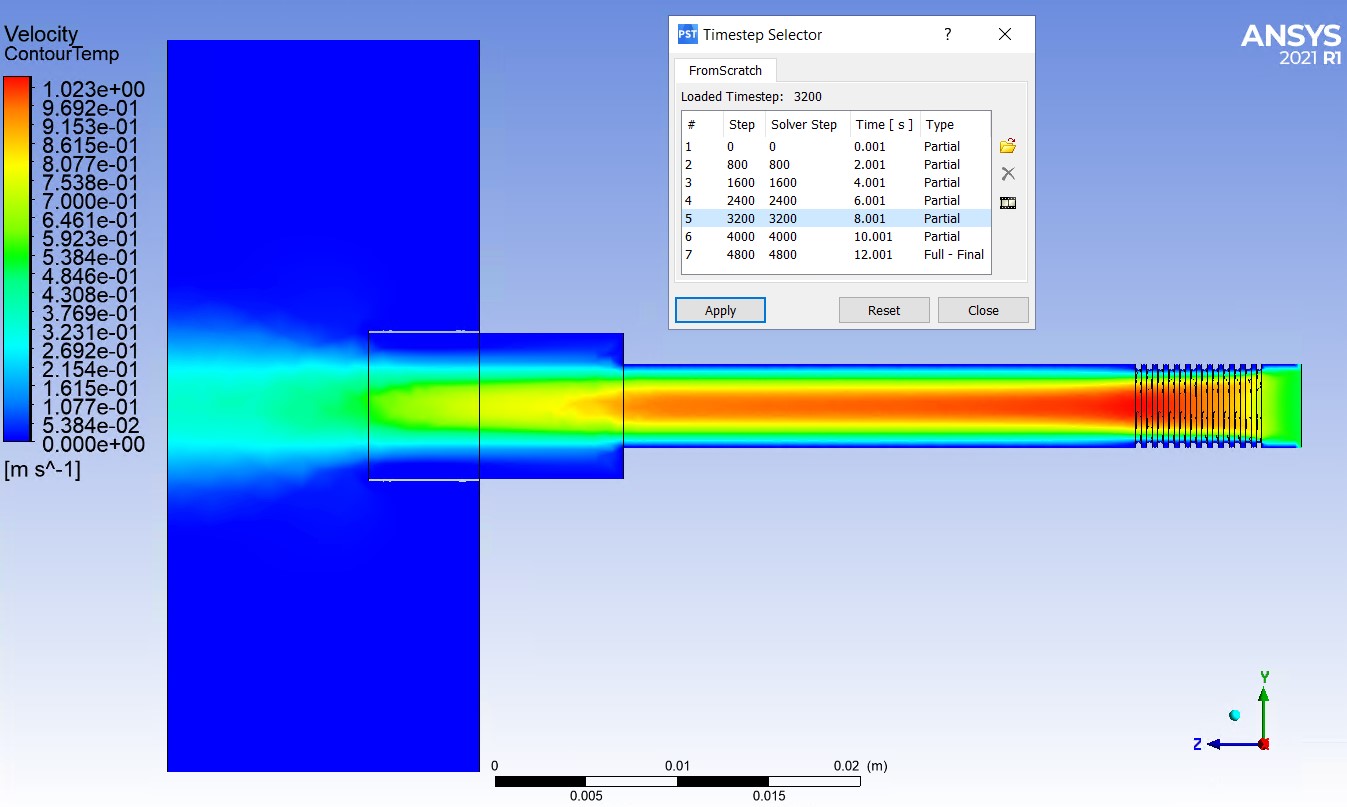 Velocity
ContourTemp
1.023e+00
9.692e-01
9.153e-01
8.615e-01
8.077e-01
7.538e-01
7.000e-01
6.461e-01
5.923e-01
5.384e-01
4.846e-01
4.308e-01
3.769e-01
3.231e-01
2.692e-01
2.154e-01
1.615e-01
1.077e-01
5.384e-02
0.000e+00
[m s^-1]
PST Timestep Selector ?
FromScratch
Loaded Timestep: 3200
# Step Solver Step Time [ s ] Type
1 0 0 0.001 Partial
2 800 800 2.001 Partial
3 1600 1600 4.001 Partial
4 2400 2400 6.001 Partial
5 3200 3200 8.001 Partial
6 4000 4000 10.001 Partial
7 4800 4800 12.001 Full - Final
Apply Reset Close
ANSYS
2021 R1
Y
Z
0 0.01 0.02 (m)
0.005 0.015